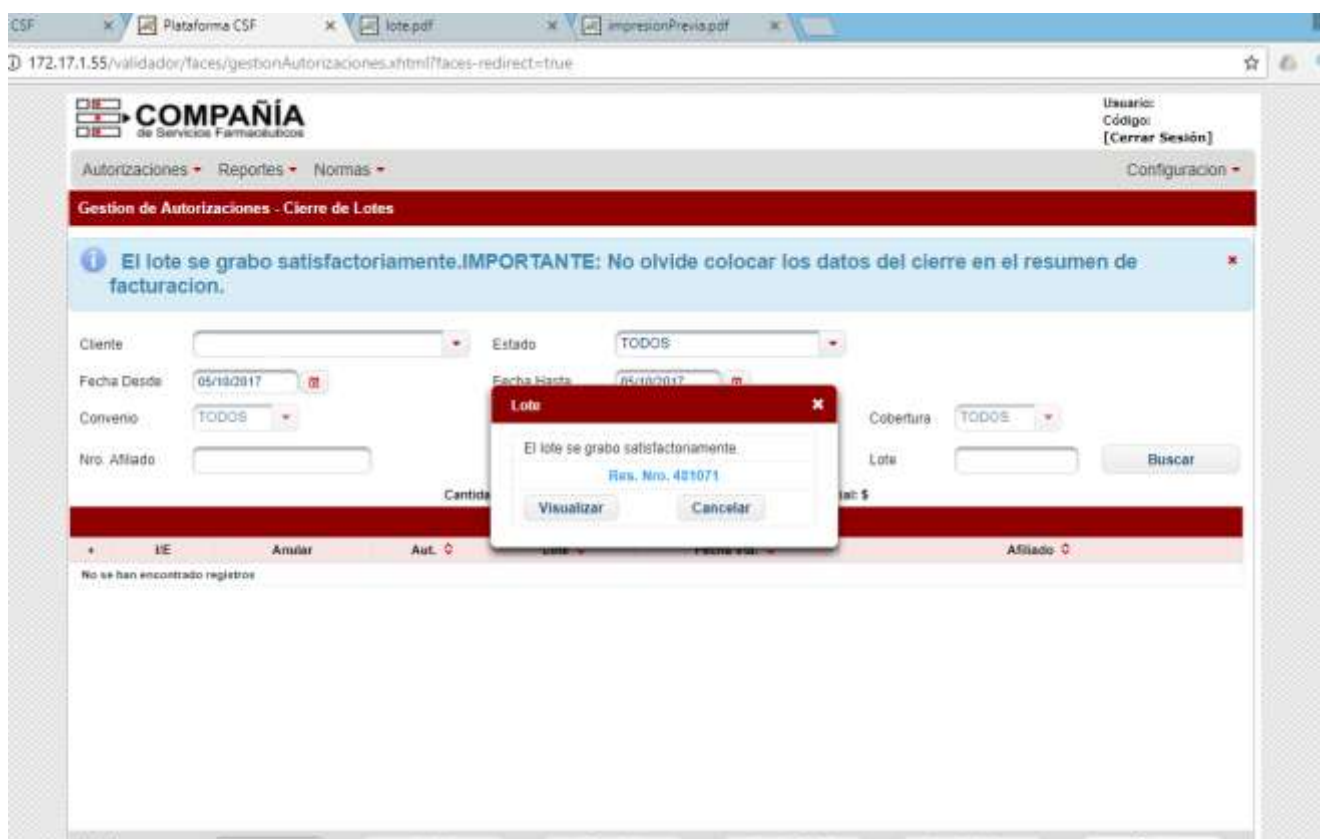 CSF
Plataforma CSF
lote.pdf
impresionPrevia.pdf
172.17.1.55/validador/faces/gestionAutorizaciones.xhtml?faces-redirect=true
COMPAÑÍA
de Servicios Farmacéuticos
Usuario:
Código:
[Cerrar Sesión]
Autorizaciones Reportes Normas Configuracion
Gestion de Autorizaciones - Cierre de Lotes
El lote se grabo satisfactoriamente.IMPORTANTE: No olvide colocar los datos del cierre en el resumen de
facturacion.
Cliente Estado TODOS
Fecha Desde 05/10/2017 Fecha Hasta 05/10/2017
Lote
Convenio TODOS Cobertura TODOS
El lote se grabo satisfactoriamente.
Nro. Afiliado Lote Buscar
Res. Nro. 481071
Visualizar Cancelar
+ I/E Anular Aut. Lote Afiliado
No se han encontrado registros